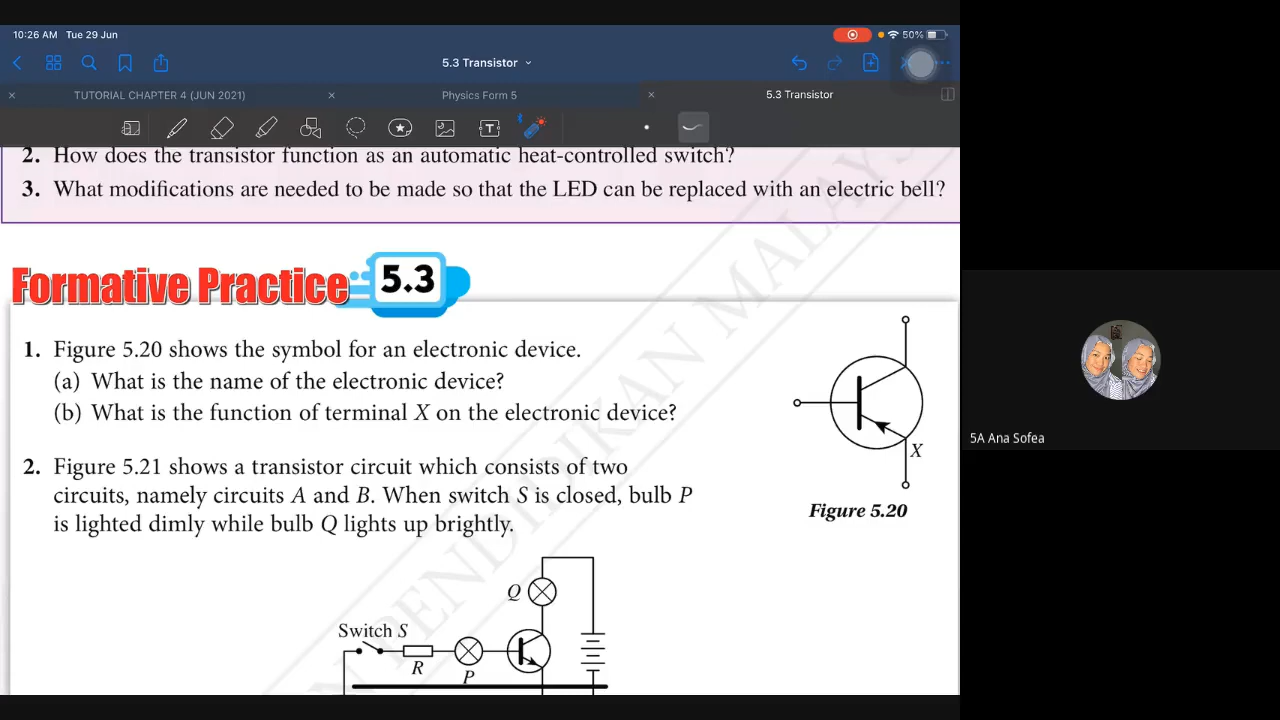 10:26 AM Tue 29 Jun
50%
5.3 Transistor
TUTORIAL CHAPTER 4 (JUN 2021)
Physics Form 5
5.3 Transistor
2. How does the transistor function as an automatic heat-controlled switch?
3. What modifications are needed to be made so that the LED can be replaced with an electric bell?
Formative Practice 5.3
1. Figure 5.20 shows the symbol for an electronic device.
(a) What is the name of the electronic device?
(b) What is the function of terminal X on the electronic device?
X
Figure 5.20
2. Figure 5.21 shows a transistor circuit which consists of two
circuits, namely circuits A and B. When switch S is closed, bulb P
is lighted dimly while bulb Q lights up brightly.
Q
Switch S
R
P
PENDIDIKAN MALAYS
5A Ana Sofea